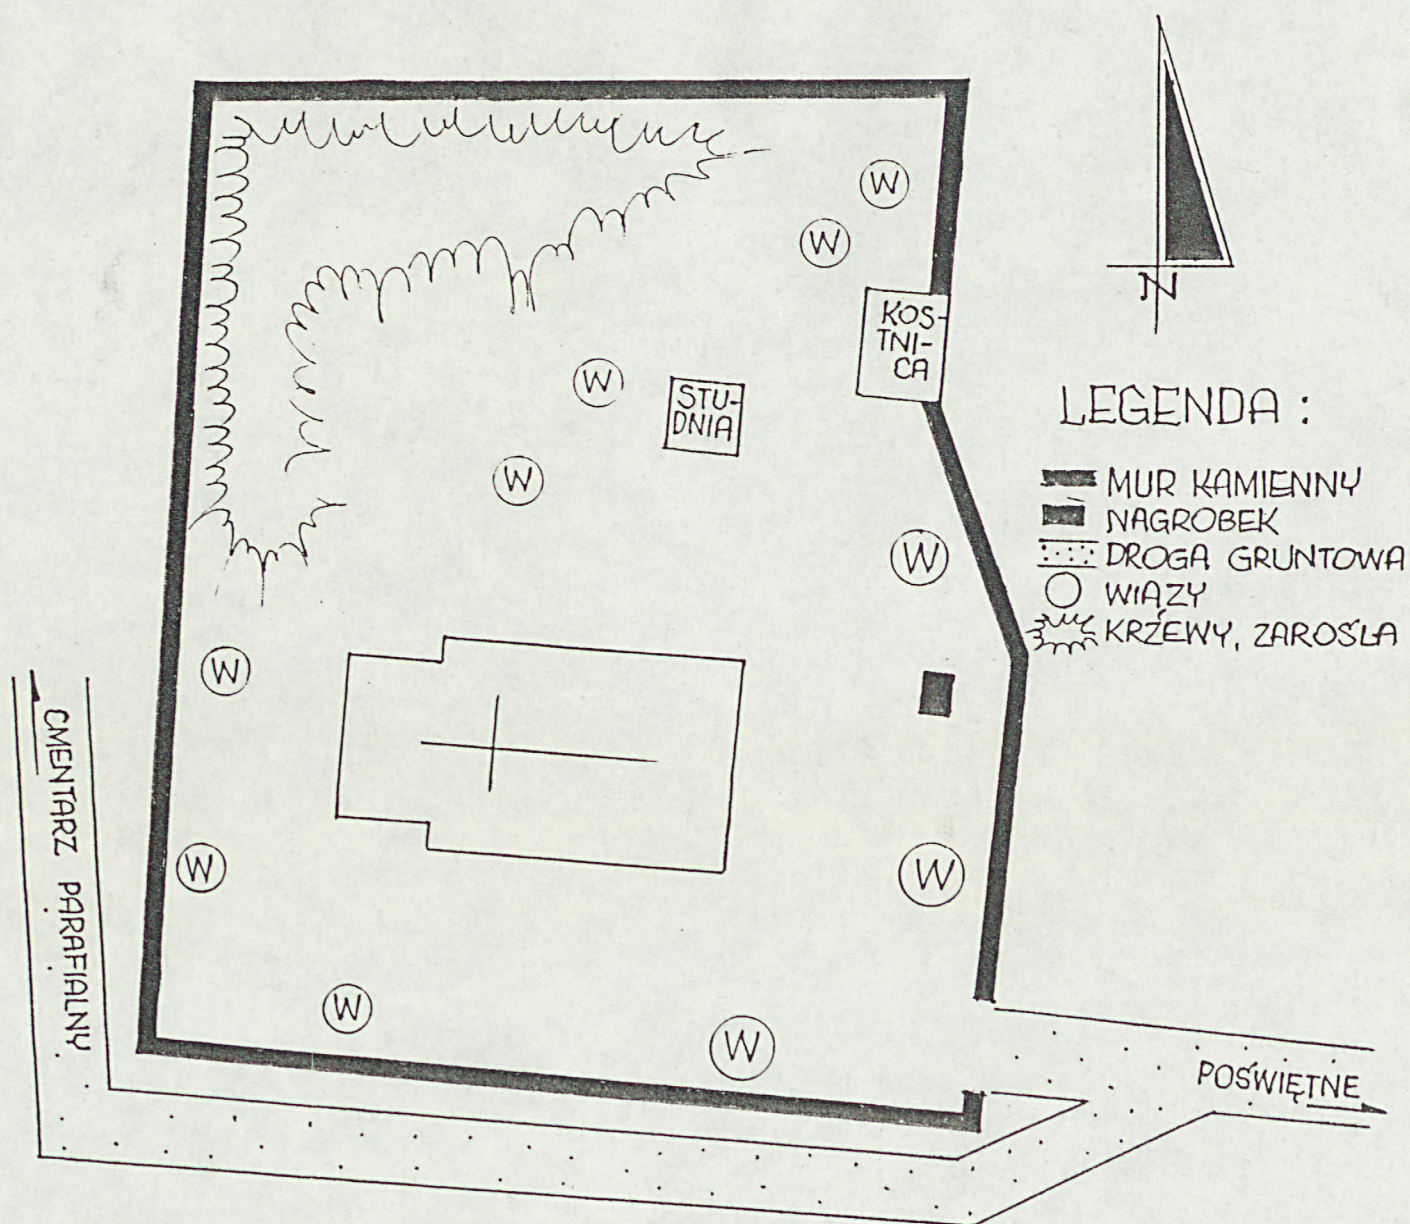 W
W
KOS-
TNI-
CA
N
W
STU-
DNIA
W
W
LEGENDA :
MUR KAMIENNY
NAGROBEK
DROGA GRUNTOWA
WIĄZY
KRZEWY, ZAROŚLA
W
W
W
W
W
CMENTARZ PARAFIALNY
POŚWIĘTNE